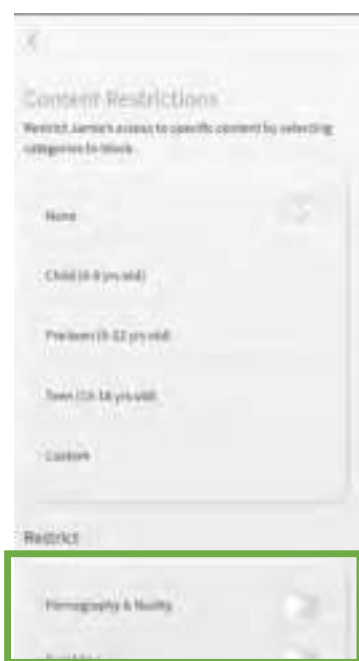 Content Restrictions
Restrict Jamie's access to specific content by selecting
categories to block.
None
Child (0-8 yrs old)
Preteen (9-12 yrs old)
Teen (13-18 yrs old)
Custom
Restrict
Pornography & Nudity